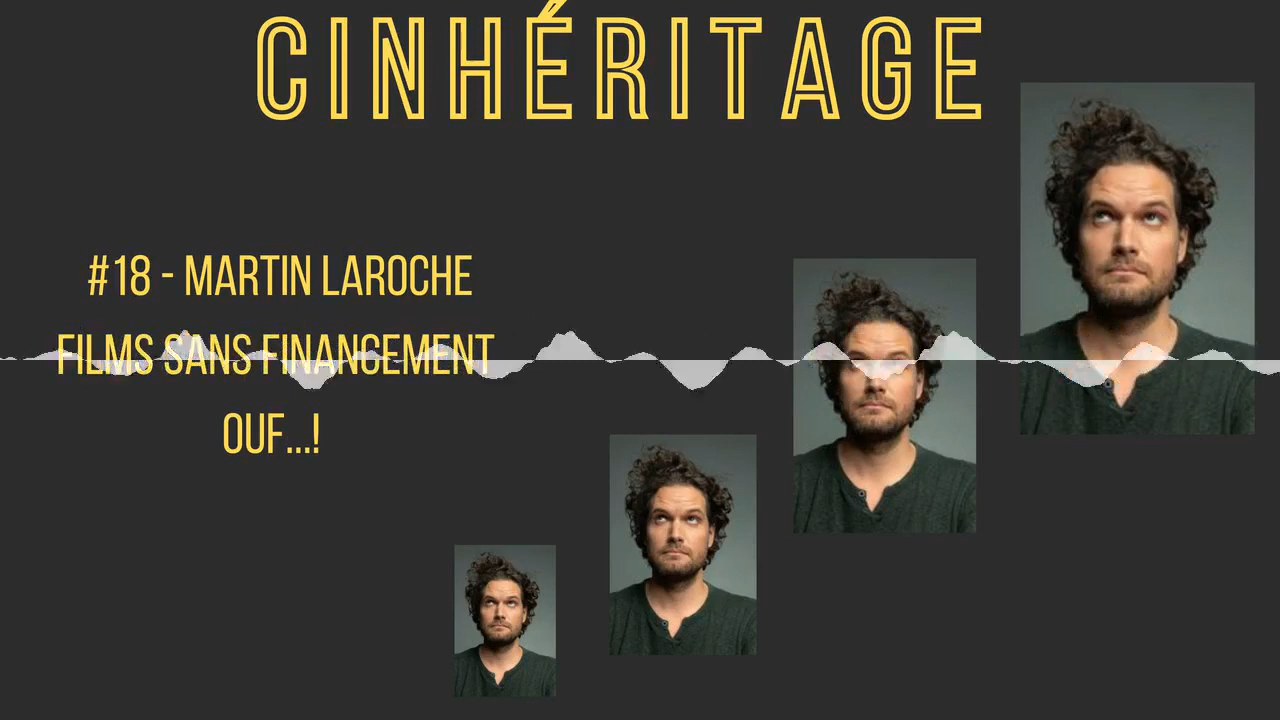 CINHÉRITAGE
#18 - MARTIN LAROCHE
FILMS SANS FINANCEMENT
OUF...!